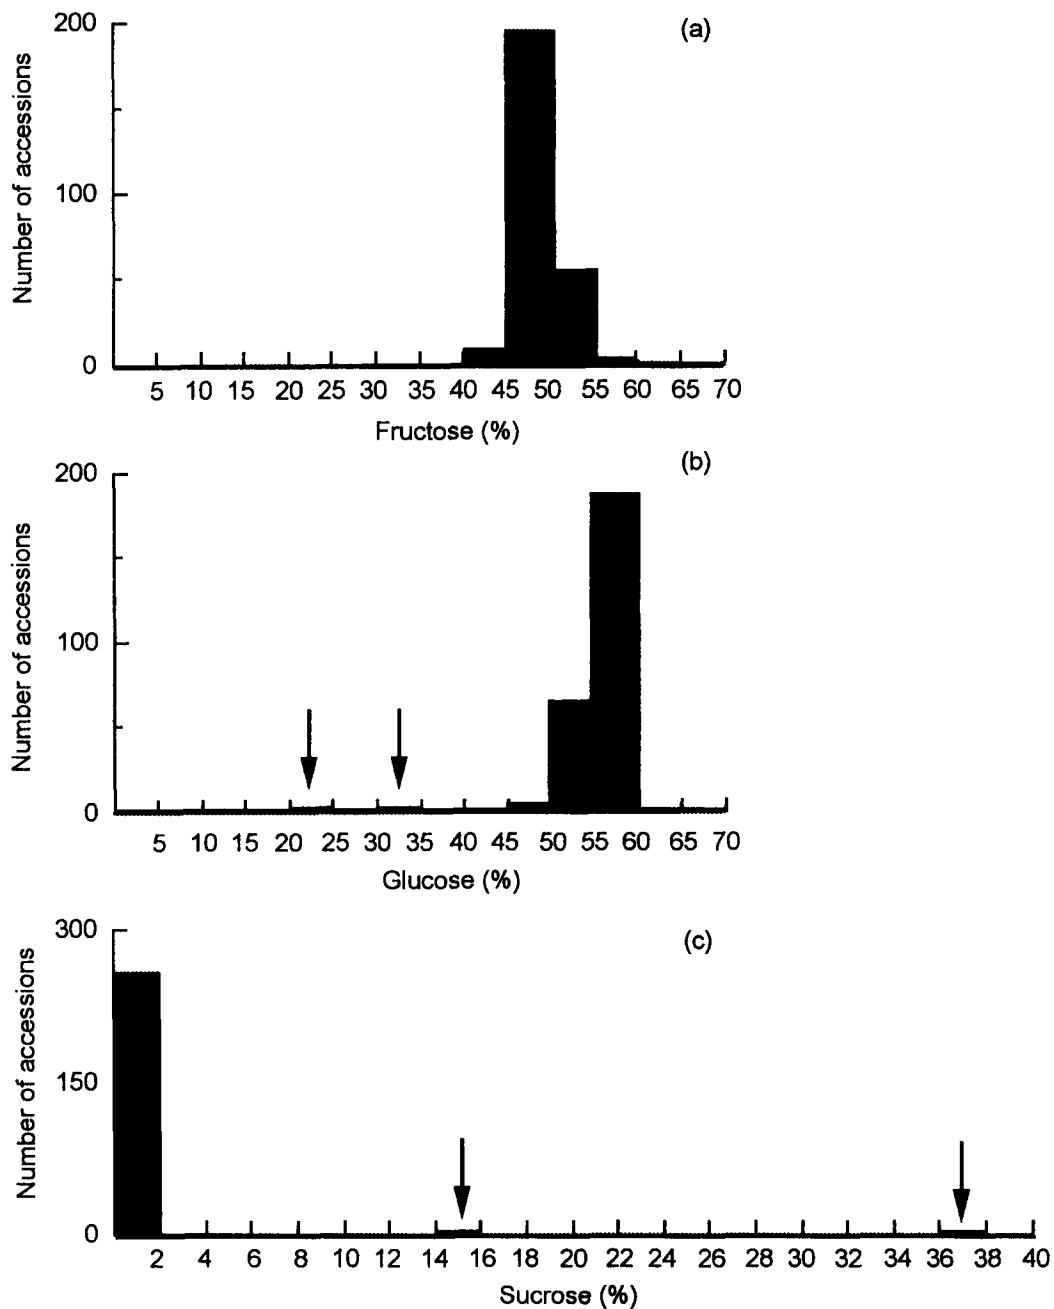 (a)
Number of accessions
200
100
0
5 10 15 20 25 30 35 40 45 50 55 60 65 70
Fructose (%)
(b)
Number of accessions
200
100
0
5 10 15 20 25 30 35 40 45 50 55 60 65 70
Glucose (%)
(c)
Number of accessions
300
150
0
2 4 6 8 10 12 14 16 18 20 22 24 26 28 30 32 34 36 38 40
Sucrose (%)